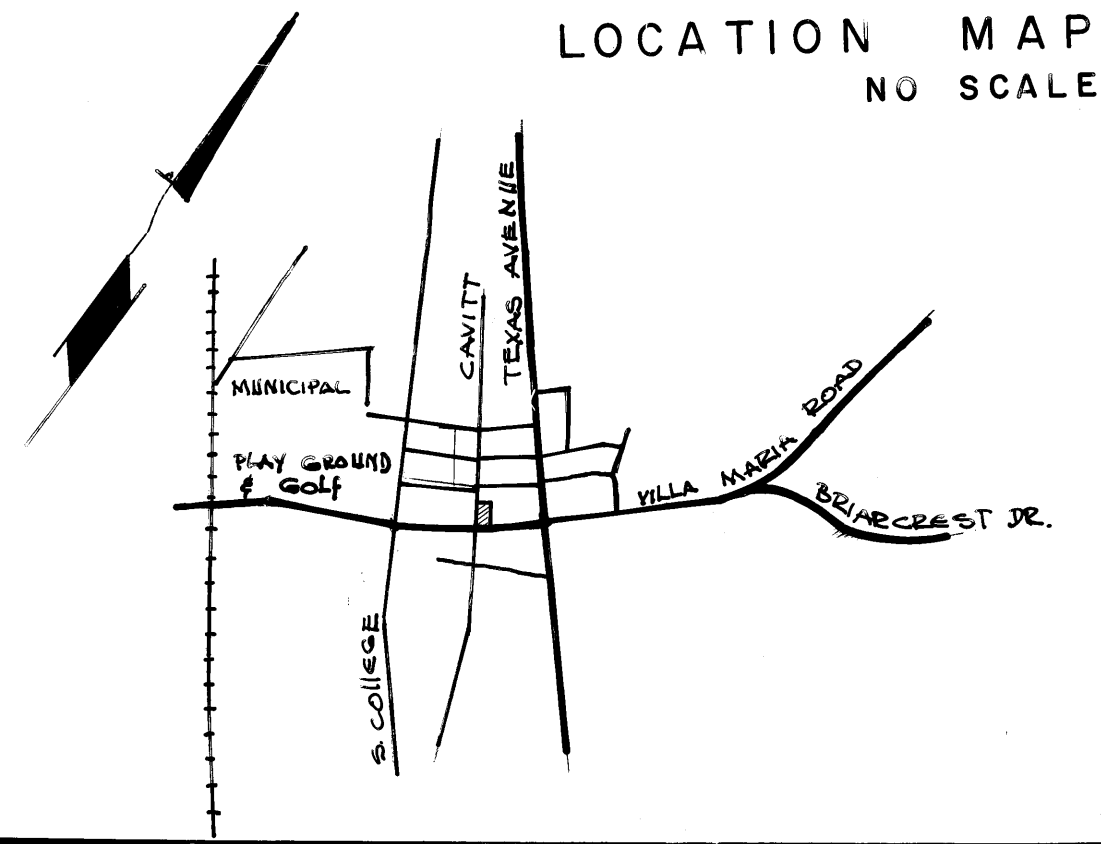 LOCATION MAP
NO SCALE
TEXAS AVENUE
CAVITT
MUNICIPAL
PLAY GROUND
& GOLF
VILLA MARIA ROAD
BRIARCREST DR.
S. COLLEGE